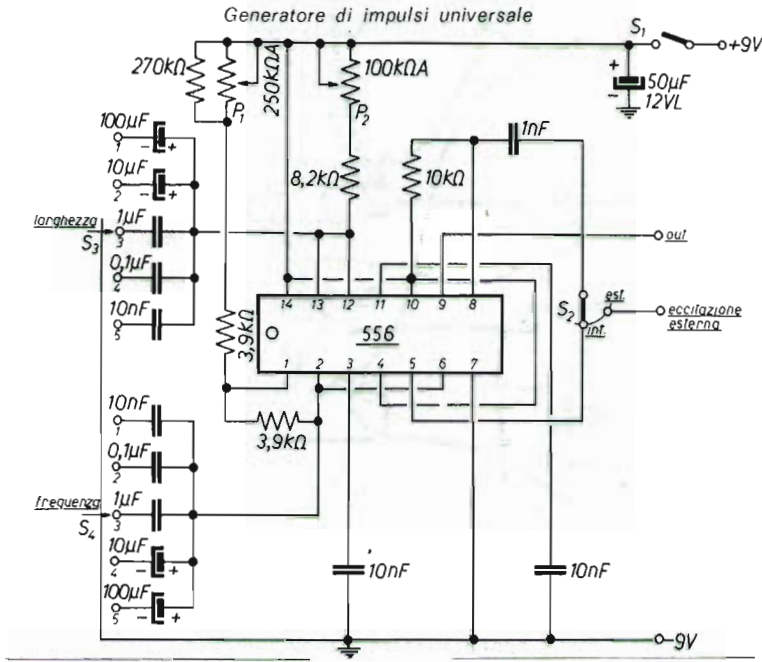 Generatore di impulsi universale
S1
+9V
270kΩ
P1
250kΩA
100kΩA
P2
+
-
50µF
12VL
100µF
1
- +
10µF
2
- +
larghezza
S3
1µF
3
0,1µF
4
10nF
5
8,2kΩ
10kΩ
1nF
out
S2
est.
int.
eccitazione
esterna
14 13 12 11 10 9 8
556
1 2 3 4 5 6 7
3,9kΩ
3,9kΩ
10nF
1
0,1µF
2
frequenza
S4
1µF
3
10µF
4
- +
100µF
5
- +
10nF
10nF
-9V